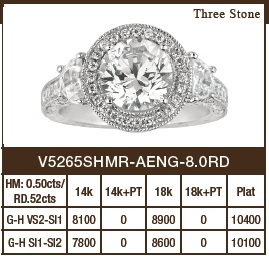 Three Stone
V5265SHMR-AENG-8.0RD
HM: 0.50cts/ RD.52cts 14k 14k+PT 18k 18k+PT Plat
G-H VS2-SI1 8100 0 8900 0 10400
G-H SI1-SI2 7800 0 8600 0 10100